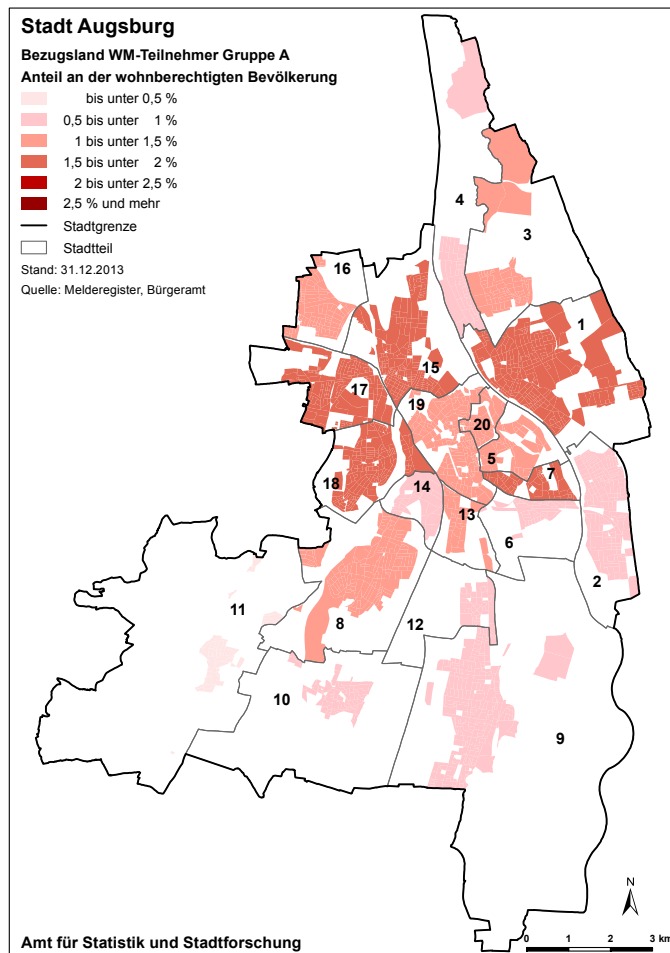 Stadt Augsburg
Bezugsland WM-Teilnehmer Gruppe A
Anteil an der wohnberechtigten Bevölkerung
bis unter 0,5 %
0,5 bis unter 1 %
1 bis unter 1,5 %
1,5 bis unter 2 %
2 bis unter 2,5 %
2,5 % und mehr
Stadtgrenze
Stadtteil
Stand: 31.12.2013
Quelle: Melderegister, Bürgeramt
4
3
16
1
15
17
19
20
5
7
18
14
13
6
2
11
8
12
10
9
N
Amt für Statistik und Stadtforschung
0 1 2 3 km